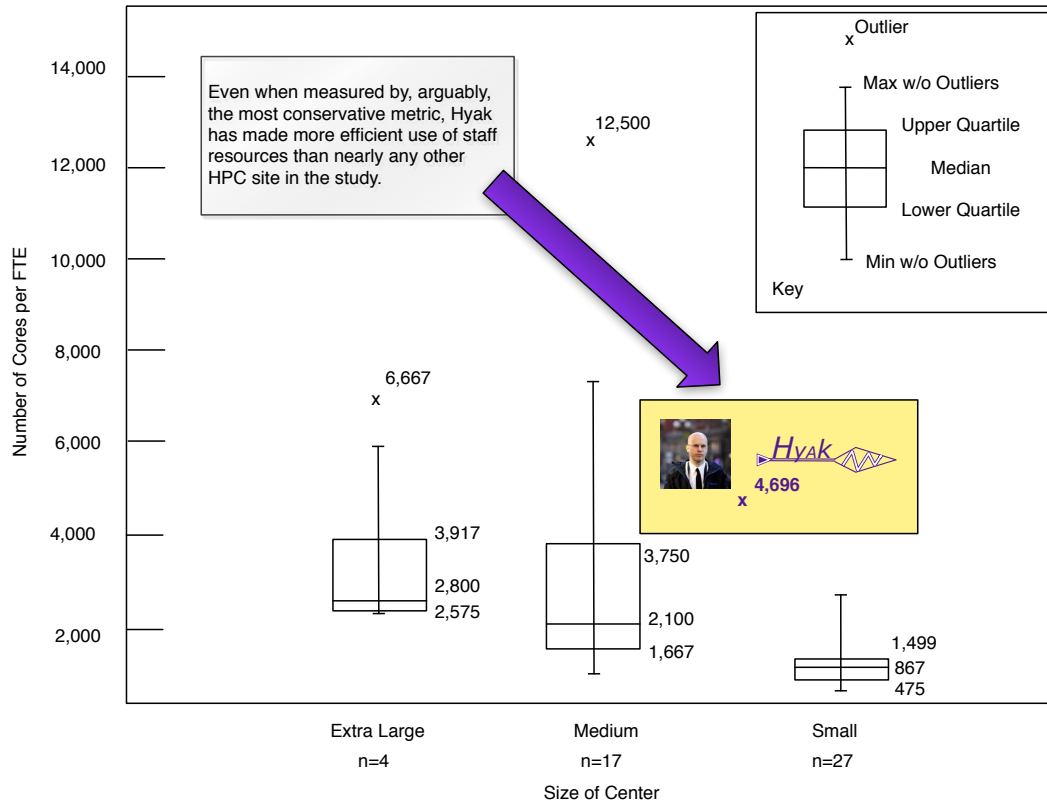 Outlier
x
14,000
Max w/o Outliers
Even when measured by, arguably,
the most conservative metric, Hyak
has made more efficient use of staff
resources than nearly any other
HPC site in the study.
12,500
x
Upper Quartile
12,000
Median
Lower Quartile
10,000
Min w/o Outliers
Key
Number of Cores per FTE
8,000
6,667
x
6,000
HYAK
4,696
x
4,000
3,917
3,750
2,800
2,575
2,100
1,667
2,000
1,499
867
475
Extra Large
Medium
Small
n=4
n=17
n=27
Size of Center